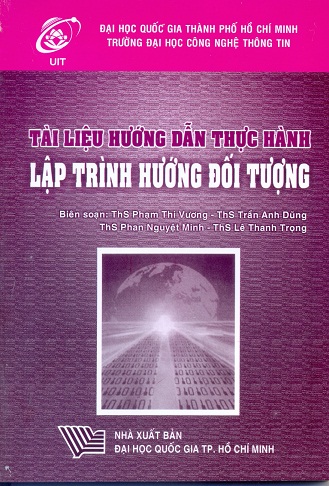 ĐẠI HỌC QUỐC GIA THÀNH PHỐ HỒ CHÍ MINH
TRƯỜNG ĐẠI HỌC CÔNG NGHỆ THÔNG TIN
UIT
TÀI LIỆU HƯỚNG DẪN THỰC HÀNH
LẬP TRÌNH HƯỚNG ĐỐI TƯỢNG
Biên soạn: ThS Phạm Thi Vương - ThS Trần Anh Dũng
ThS Phan Nguyệt Minh - ThS Lê Thanh Trọng
NHÀ XUẤT BẢN
ĐẠI HỌC QUỐC GIA TP. HỒ CHÍ MINH